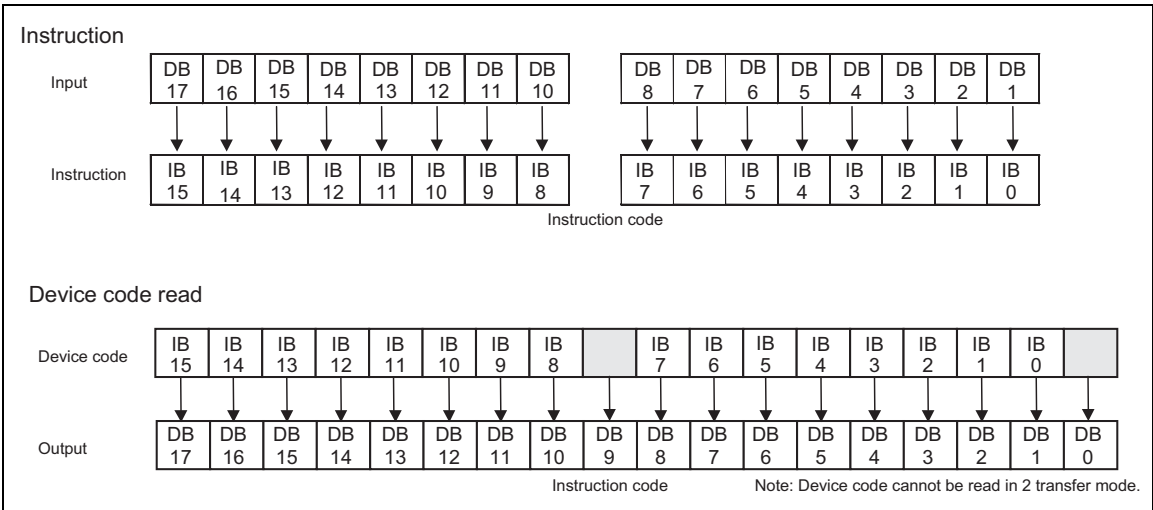 Instruction
Input
DB DB DB DB DB DB DB DB DB DB DB DB DB DB DB DB
17 16 15 14 13 12 11 10 8 7 6 5 4 3 2 1
Instruction
IB IB IB IB IB IB IB IB IB IB IB IB IB IB IB IB
15 14 13 12 11 10 9 8 7 6 5 4 3 2 1 0
Instruction code
Device code read
Device code
IB IB IB IB IB IB IB IB IB IB IB IB IB IB IB IB
15 14 13 12 11 10 9 8 7 6 5 4 3 2 1 0
Output
DB DB DB DB DB DB DB DB DB DB DB DB DB DB DB DB DB DB
17 16 15 14 13 12 11 10 9 8 7 6 5 4 3 2 1 0
Instruction code
Note: Device code cannot be read in 2 transfer mode.